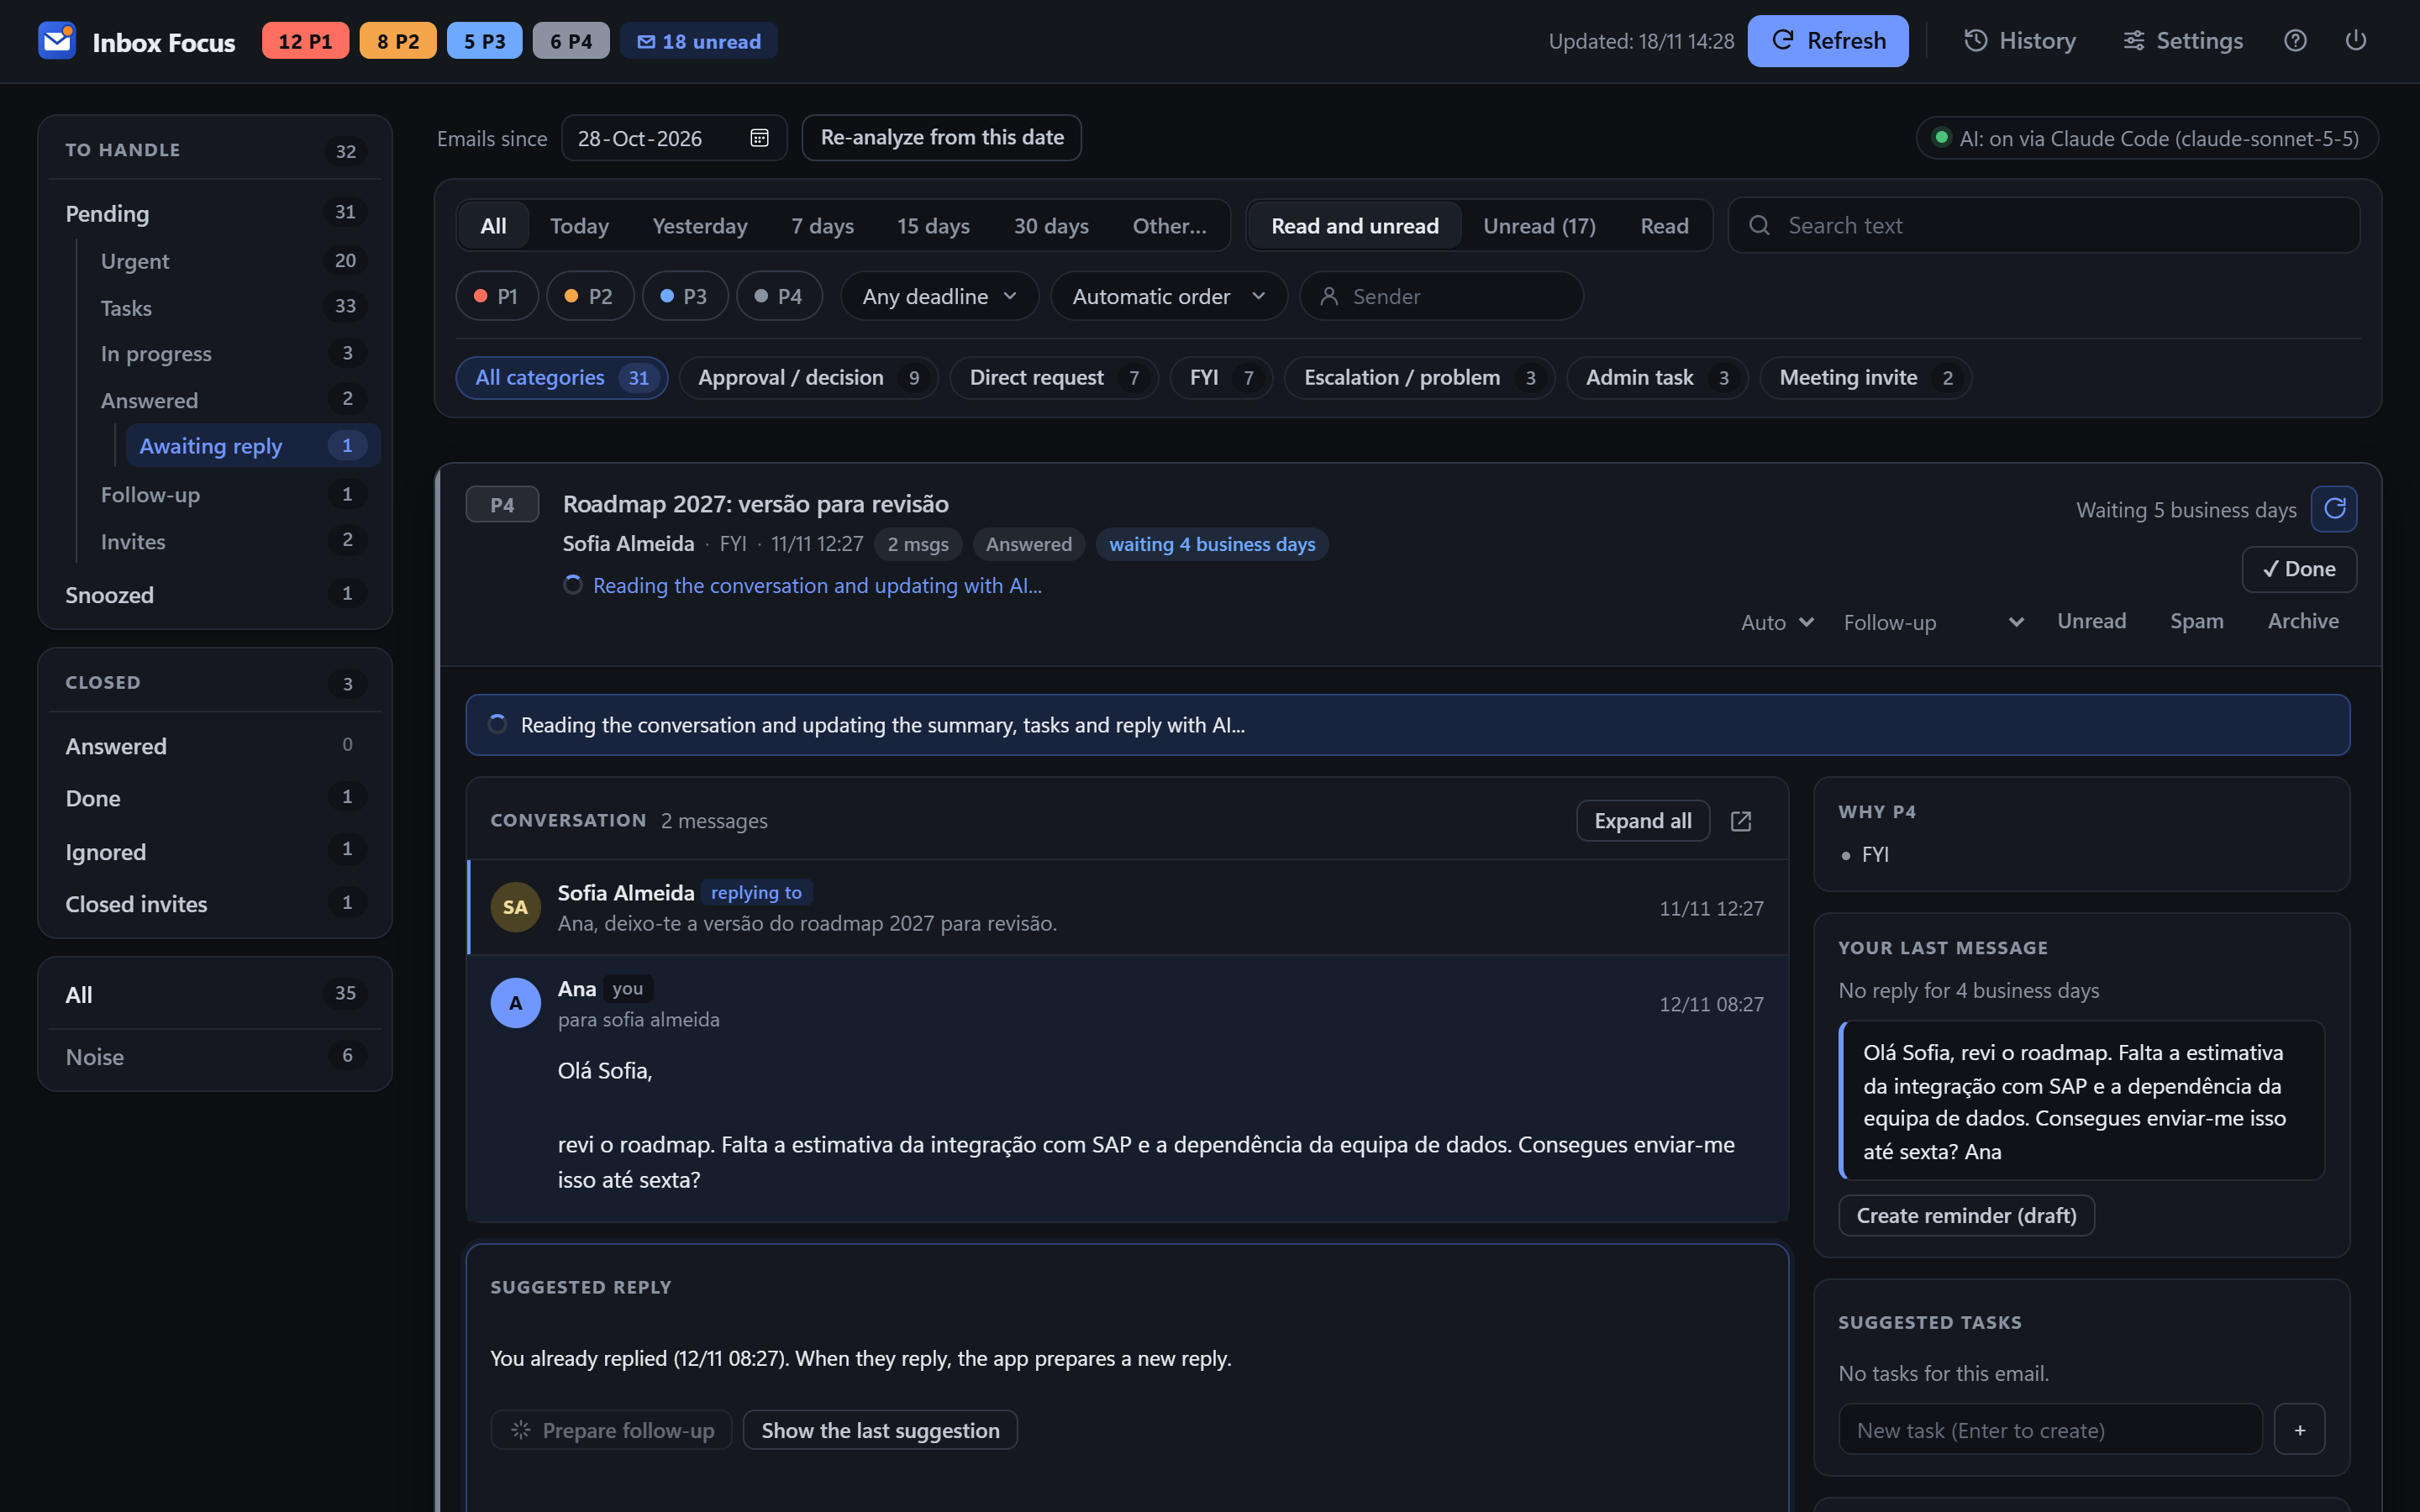 Inbox Focus
12 P1
8 P2
5 P3
6 P4
18 unread
Updated: 18/11 14:28
Refresh
History
Settings
TO HANDLE 32
Pending 31
Urgent 20
Tasks 33
In progress 3
Answered 2
Awaiting reply 1
Follow-up 1
Invites 2
Snoozed 1
CLOSED 3
Answered 0
Done 1
Ignored 1
Closed invites 1
All 35
Noise 6
Emails since 28-Oct-2026 Re-analyze from this date
AI: on via Claude Code (claude-sonnet-5-5)
All Today Yesterday 7 days 15 days 30 days Other...
Read and unread Unread (17) Read
Search text
P1 P2 P3 P4 Any deadline Automatic order Sender
All categories 31 Approval / decision 9 Direct request 7 FYI 7 Escalation / problem 3 Admin task 3 Meeting invite 2
P4 Roadmap 2027: versão para revisão
Sofia Almeida · FYI · 11/11 12:27 2 msgs Answered waiting 4 business days
Reading the conversation and updating with AI...
Waiting 5 business days
✓ Done
Auto Follow-up Unread Spam Archive
Reading the conversation and updating the summary, tasks and reply with AI...
CONVERSATION 2 messages
Expand all
SA
Sofia Almeida replying to
Ana, deixo-te a versão do roadmap 2027 para revisão.
11/11 12:27
A
Ana you
para sofia almeida
12/11 08:27
Olá Sofia,
revi o roadmap. Falta a estimativa da integração com SAP e a dependência da equipa de dados. Consegues enviar-me
isso até sexta?
SUGGESTED REPLY
You already replied (12/11 08:27). When they reply, the app prepares a new reply.
Prepare follow-up Show the last suggestion
WHY P4
FYI
YOUR LAST MESSAGE
No reply for 4 business days
Olá Sofia, revi o roadmap. Falta a estimativa
da integração com SAP e a dependência da
equipa de dados. Consegues enviar-me isso
até sexta? Ana
Create reminder (draft)
SUGGESTED TASKS
No tasks for this email.
New task (Enter to create) +